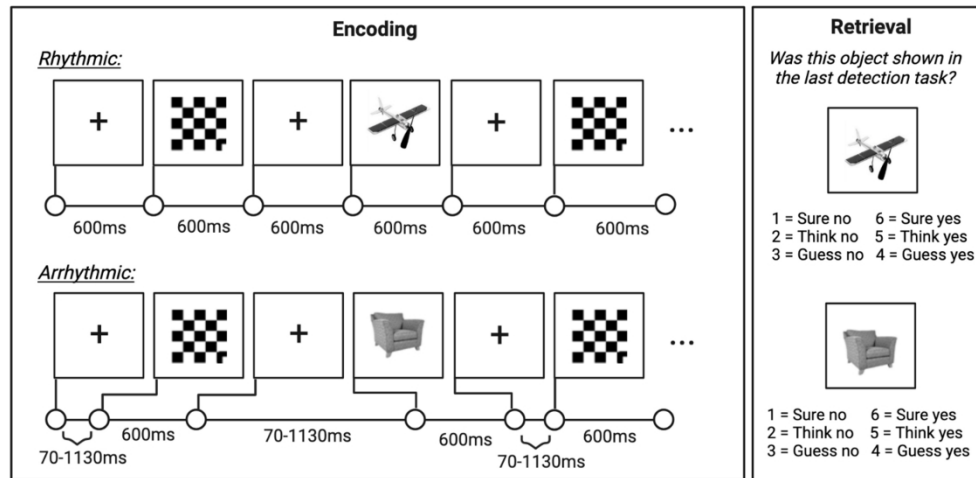 Encoding
Rhythmic:
+
+
+
...
600ms
600ms
600ms
600ms
600ms
600ms
Arrhythmic:
+
+
+
...
70-1130ms
600ms
70-1130ms
600ms
70-1130ms
600ms
Retrieval
Was this object shown in
the last detection task?
1 = Sure no 6 = Sure yes
2 = Think no 5 = Think yes
3 = Guess no 4 = Guess yes
1 = Sure no 6 = Sure yes
2 = Think no 5 = Think yes
3 = Guess no 4 = Guess yes